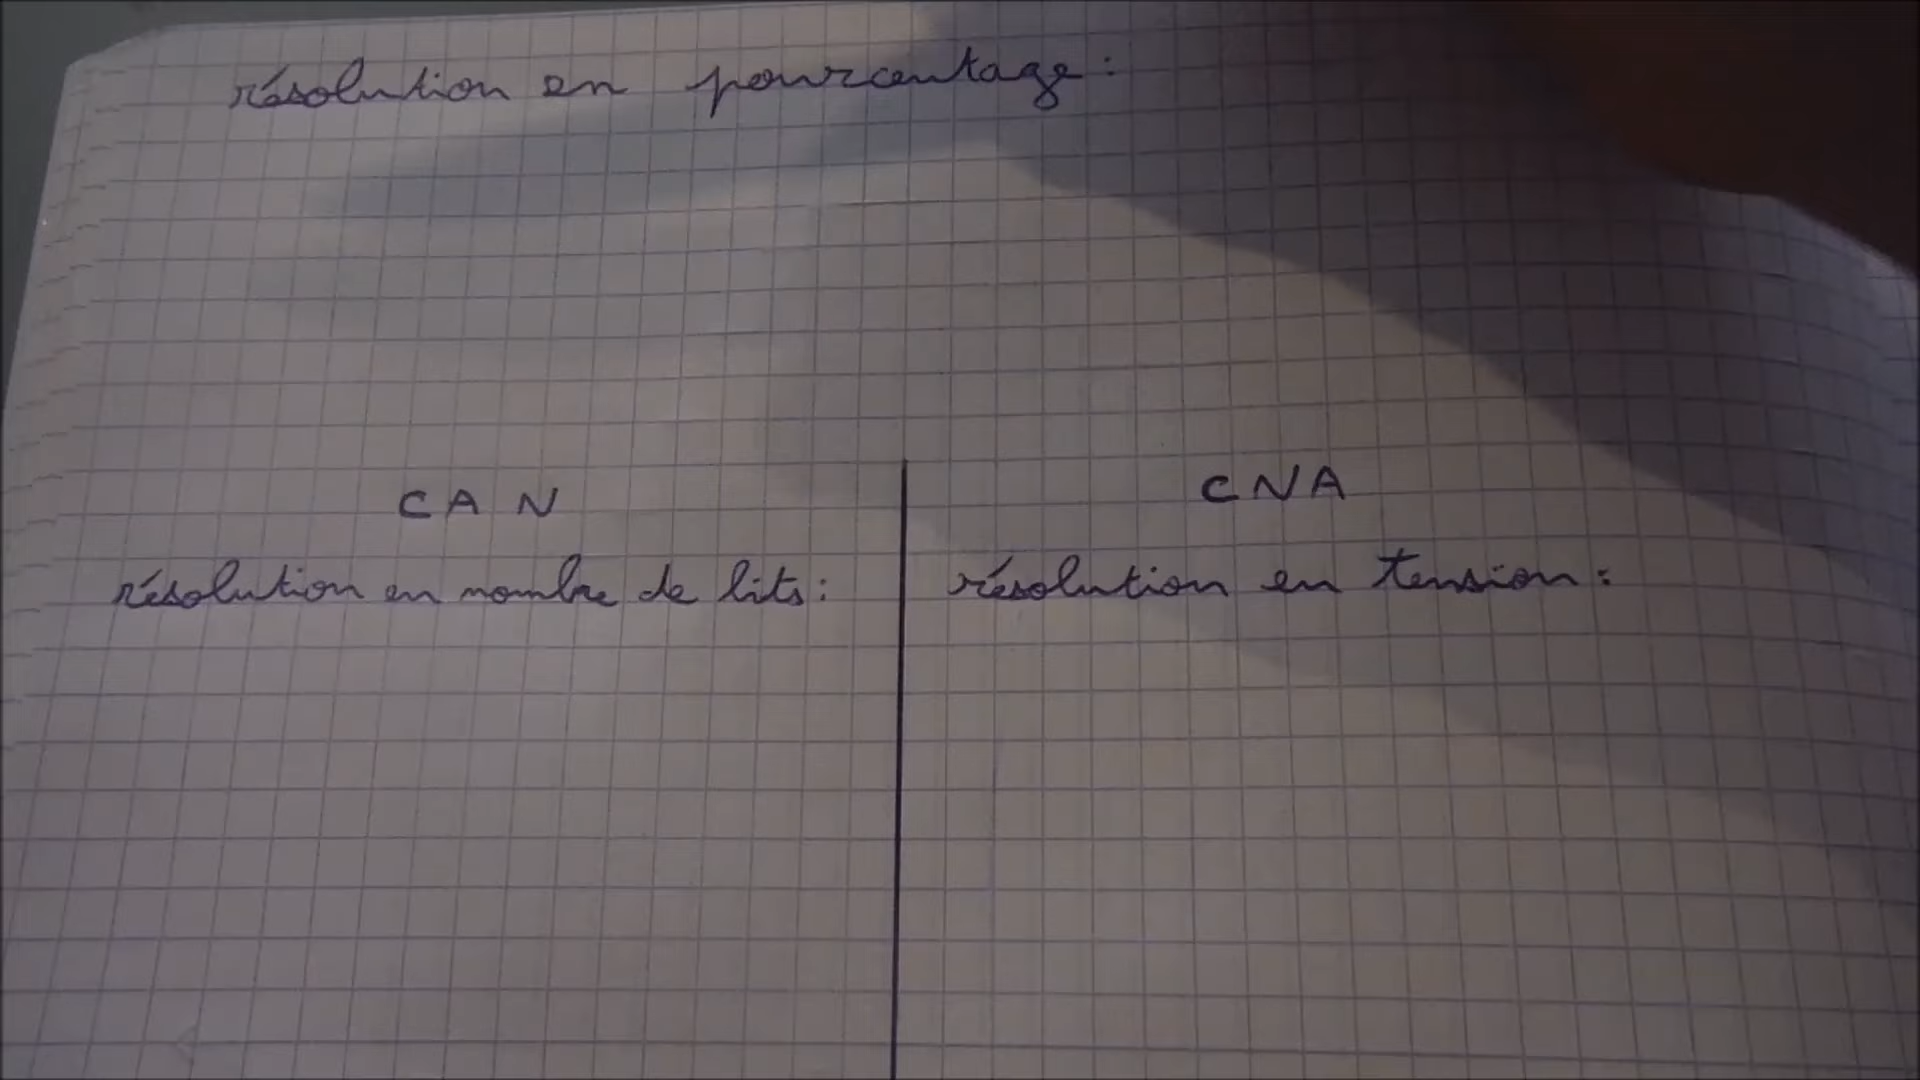 résolution en pourcentage :
CAN
résolution en nombre de bits :
CNA
résolution en tension :